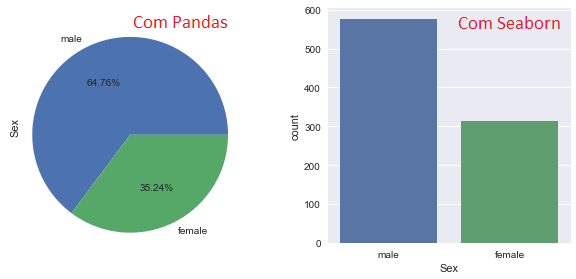 Com Pandas
male
64.76%
Sex
35.24%
female
Com Seaborn
600
500
400
300
200
100
0
count
male female
Sex